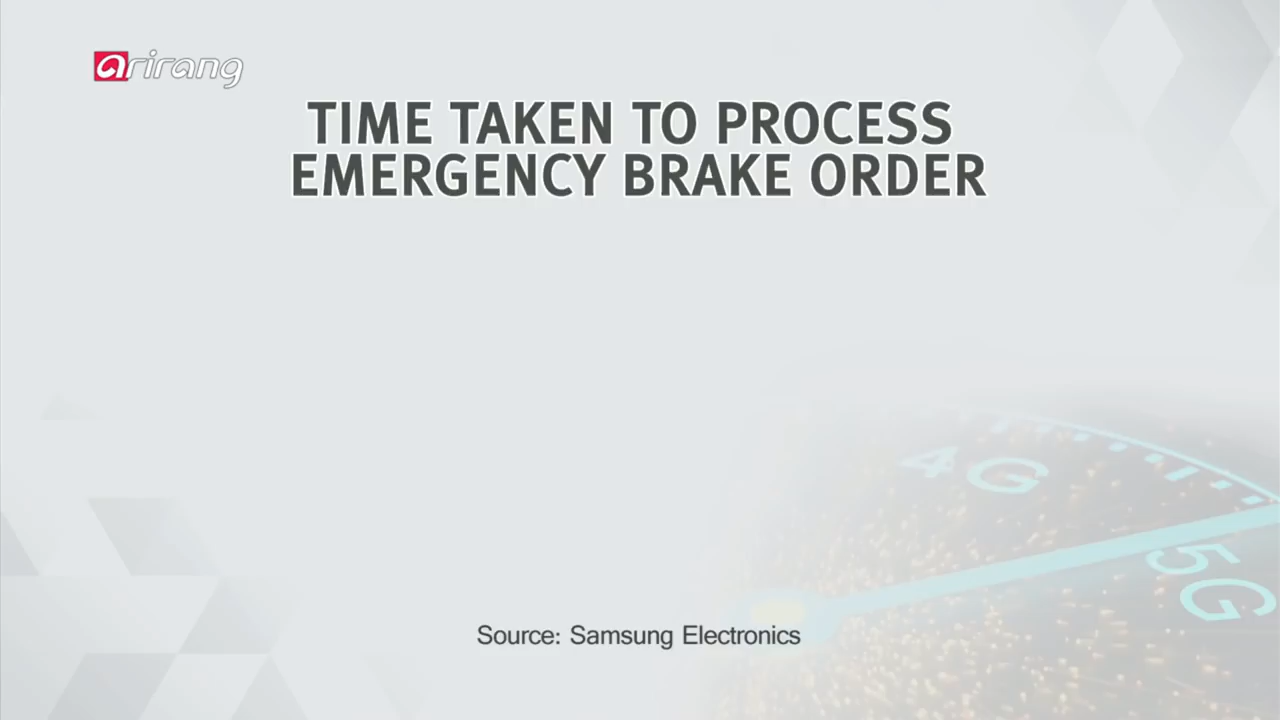 arirang
TIME TAKEN TO PROCESS
EMERGENCY BRAKE ORDER
4G
5G
Source: Samsung Electronics